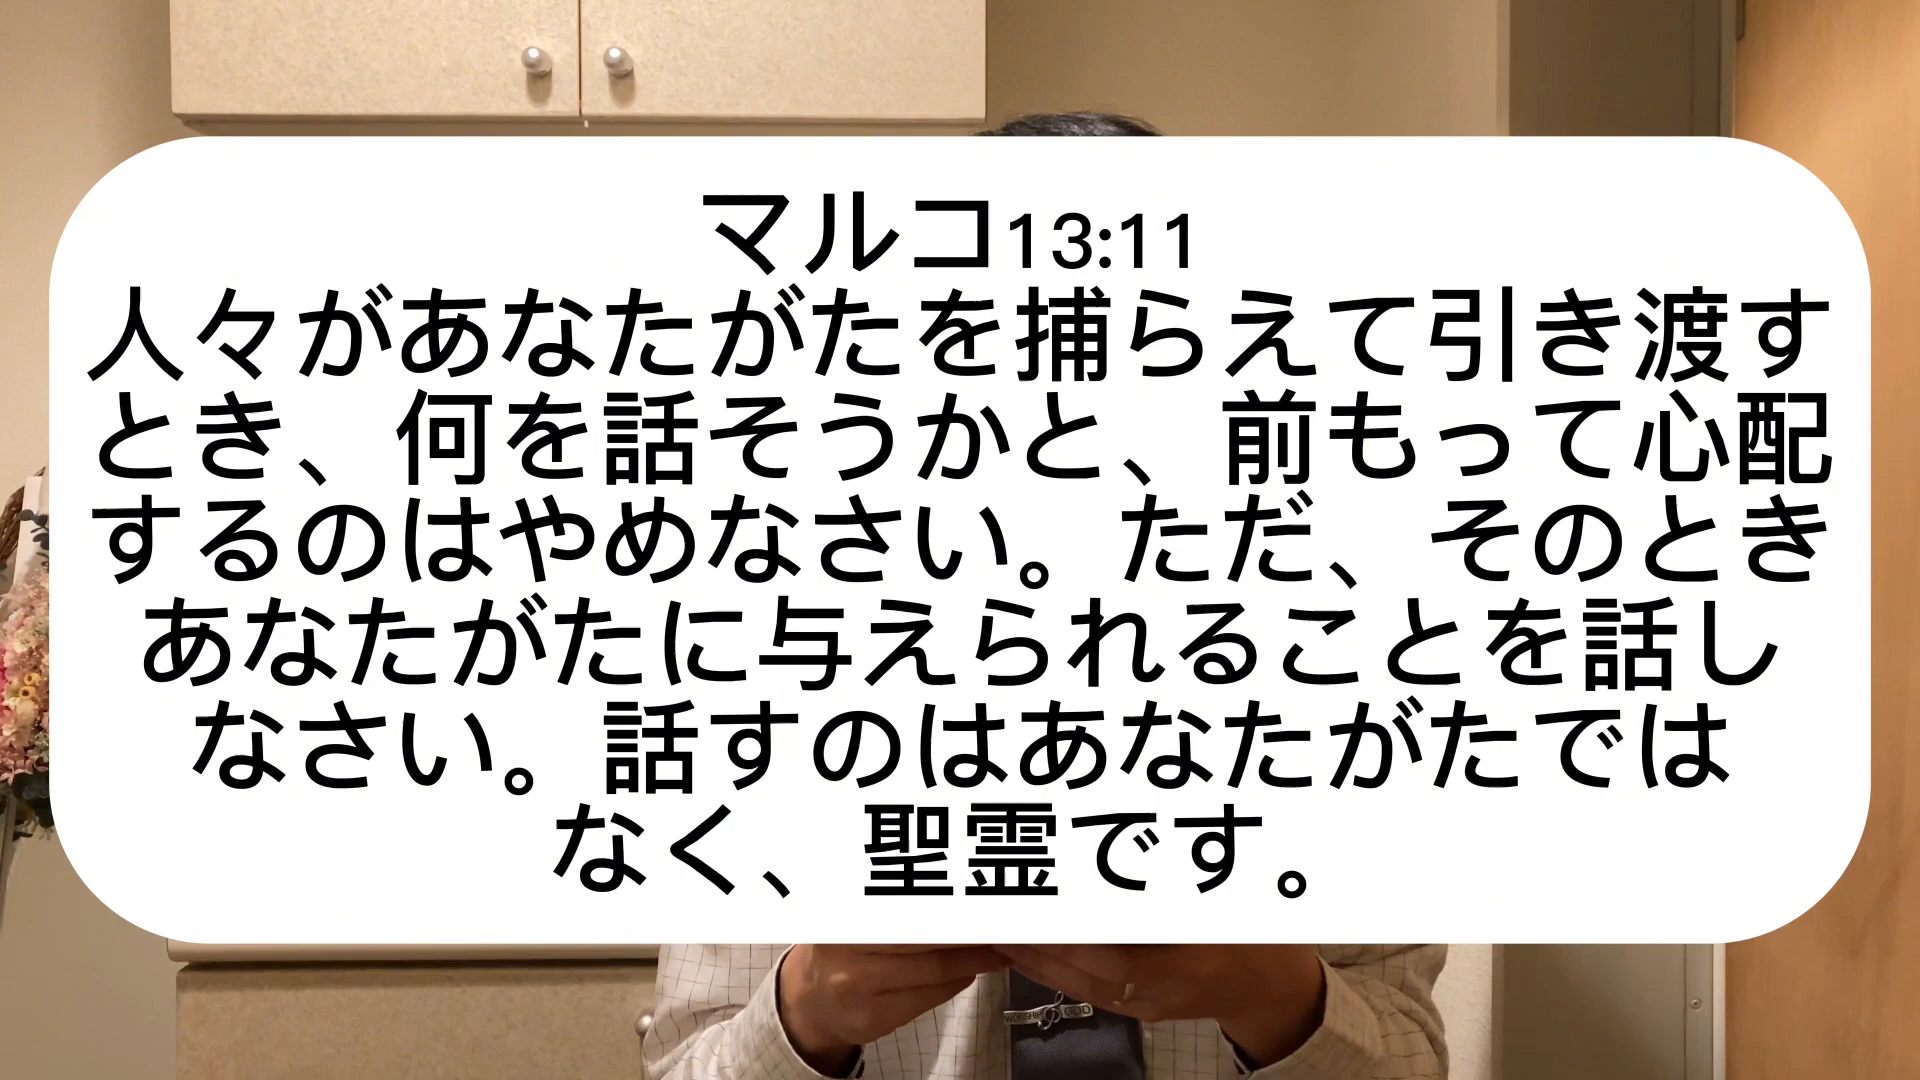 マルコ13:11
人々があなたがたを捕らえて引き渡す
とき、何を話そうかと、前もって心配
するのはやめなさい。ただ、そのとき
あなたがたに与えられることを話し
なさい。話すのはあなたがたでは
なく、聖霊です。
WORSHIP GOD